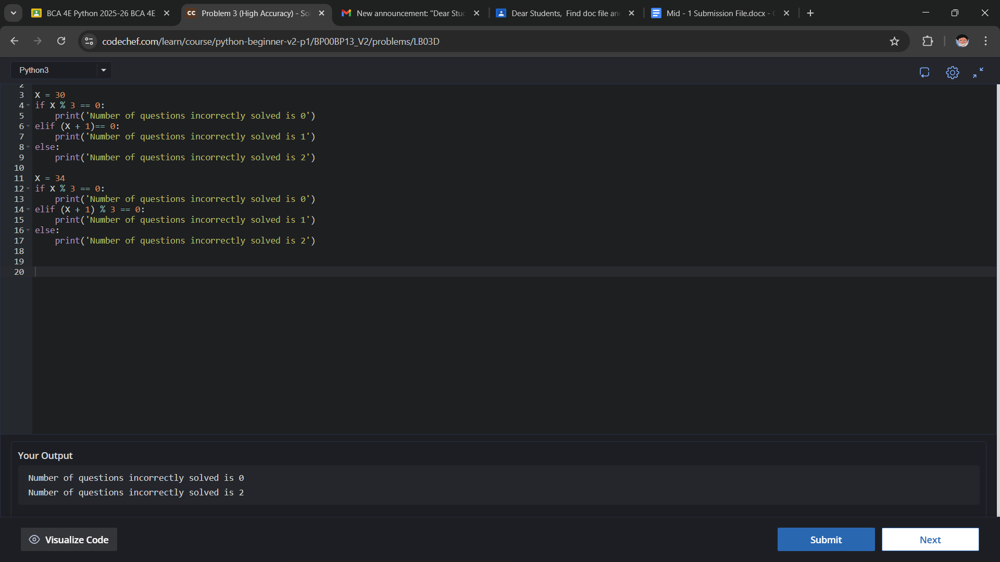 BCA 4E Python 2025-26 BCA 4E
CC Problem 3 (High Accuracy) - So
New announcement: "Dear Stu
Dear Students, Find doc file an
Mid - 1 Submission File.docx -
codechef.com/learn/course/python-beginner-v2-p1/BP00BP13_V2/problems/LB03D
Python3
2
3 X = 30
4 if X % 3 == 0:
5     print('Number of questions incorrectly solved is 0')
6 elif (X + 1)== 0:
7     print('Number of questions incorrectly solved is 1')
8 else:
9     print('Number of questions incorrectly solved is 2')
10
11 X = 34
12 if X % 3 == 0:
13     print('Number of questions incorrectly solved is 0')
14 elif (X + 1) % 3 == 0:
15     print('Number of questions incorrectly solved is 1')
16 else:
17     print('Number of questions incorrectly solved is 2')
18
19
20
Your Output
Number of questions incorrectly solved is 0
Number of questions incorrectly solved is 2
Visualize Code
Submit
Next